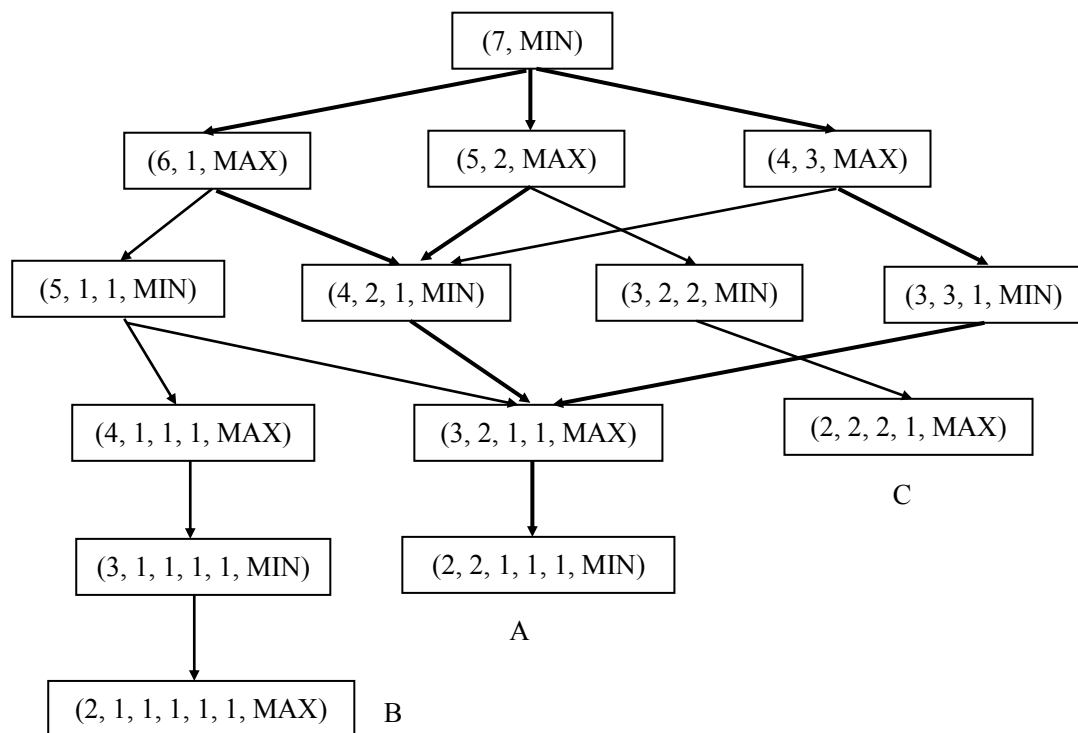 (7, MIN)
(6, 1, MAX)
(5, 2, MAX)
(4, 3, MAX)
(5, 1, 1, MIN)
(4, 2, 1, MIN)
(3, 2, 2, MIN)
(3, 3, 1, MIN)
(4, 1, 1, 1, MAX)
(3, 2, 1, 1, MAX)
(2, 2, 2, 1, MAX)
C
(3, 1, 1, 1, 1, MIN)
(2, 2, 1, 1, 1, MIN)
A
(2, 1, 1, 1, 1, 1, MAX)
B